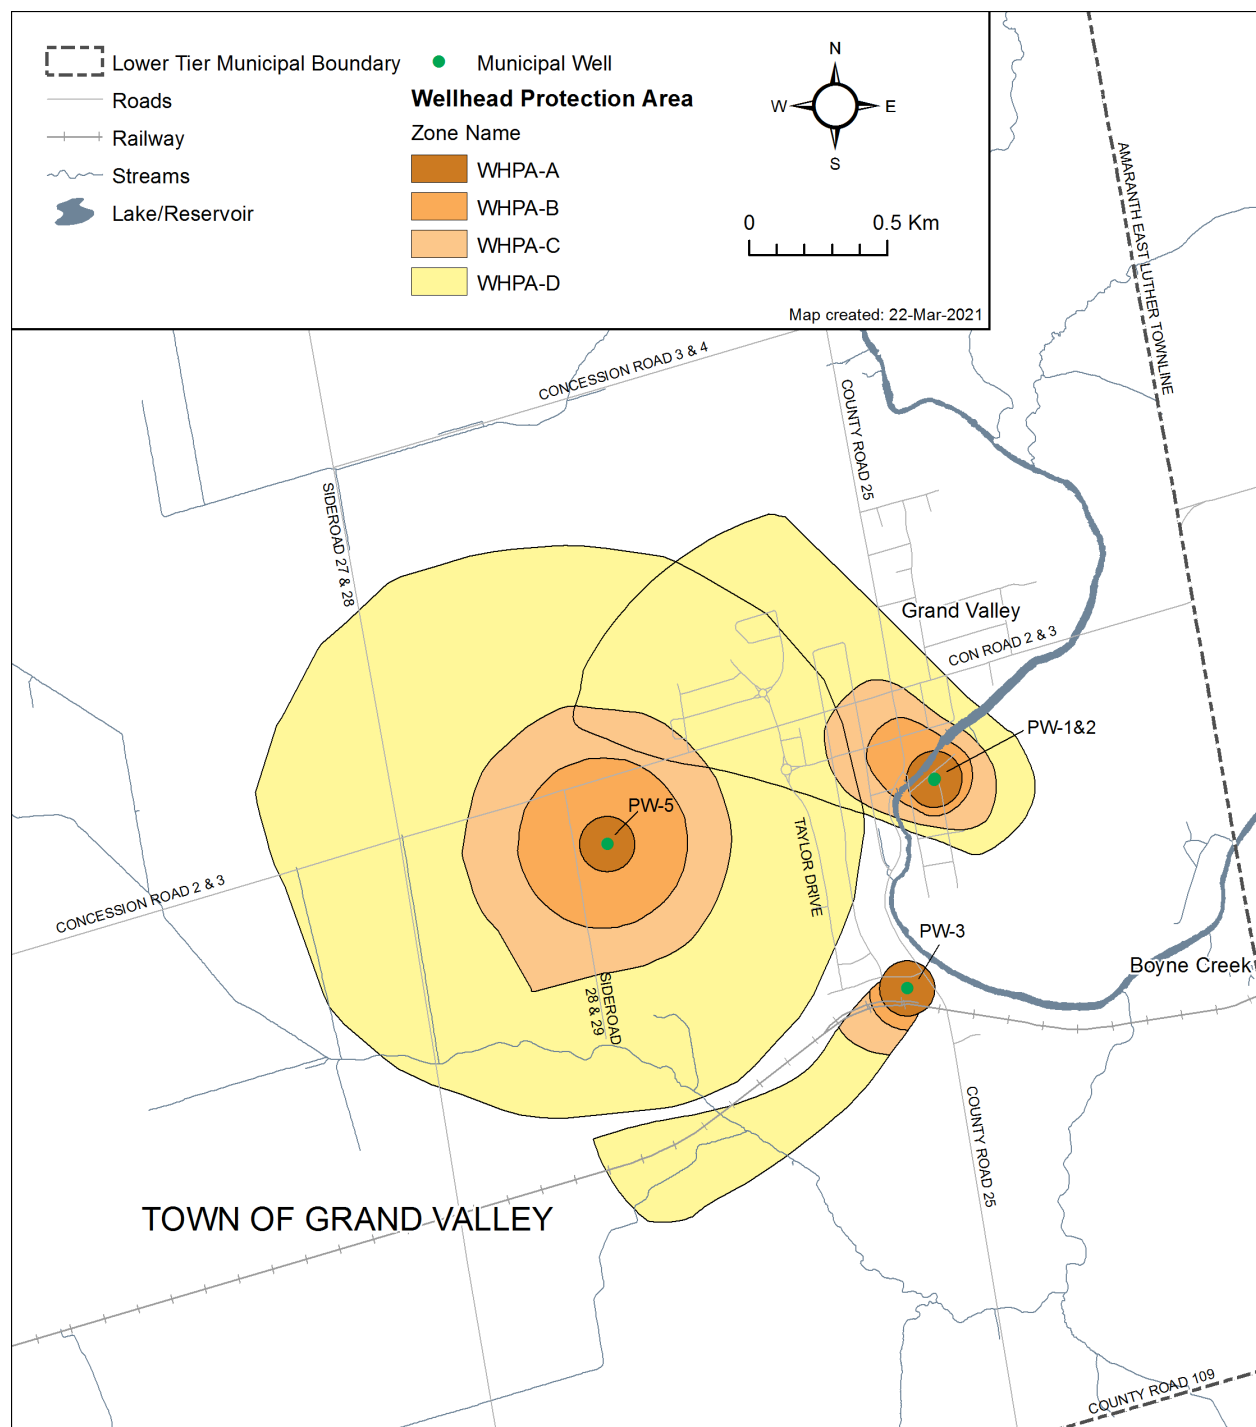 Lower Tier Municipal Boundary
Roads
Railway
Streams
Lake/Reservoir
Municipal Well
Wellhead Protection Area
Zone Name
WHPA-A
WHPA-B
WHPA-C
WHPA-D
N
W E
S
0 0.5 Km
Map created: 22-Mar-2021
AMARANTH EAST LUTHER TOWNLINE
CONCESSION ROAD 3 & 4
COUNTY ROAD 25
SIDEROAD 27 & 28
Grand Valley
CON ROAD 2 & 3
PW-1&2
PW-5
TAYLOR DRIVE
CONCESSION ROAD 2 & 3
PW-3
Boyne Creek
SIDEROAD
28 & 29
COUNTY ROAD 25
TOWN OF GRAND VALLEY
COUNTY ROAD 109